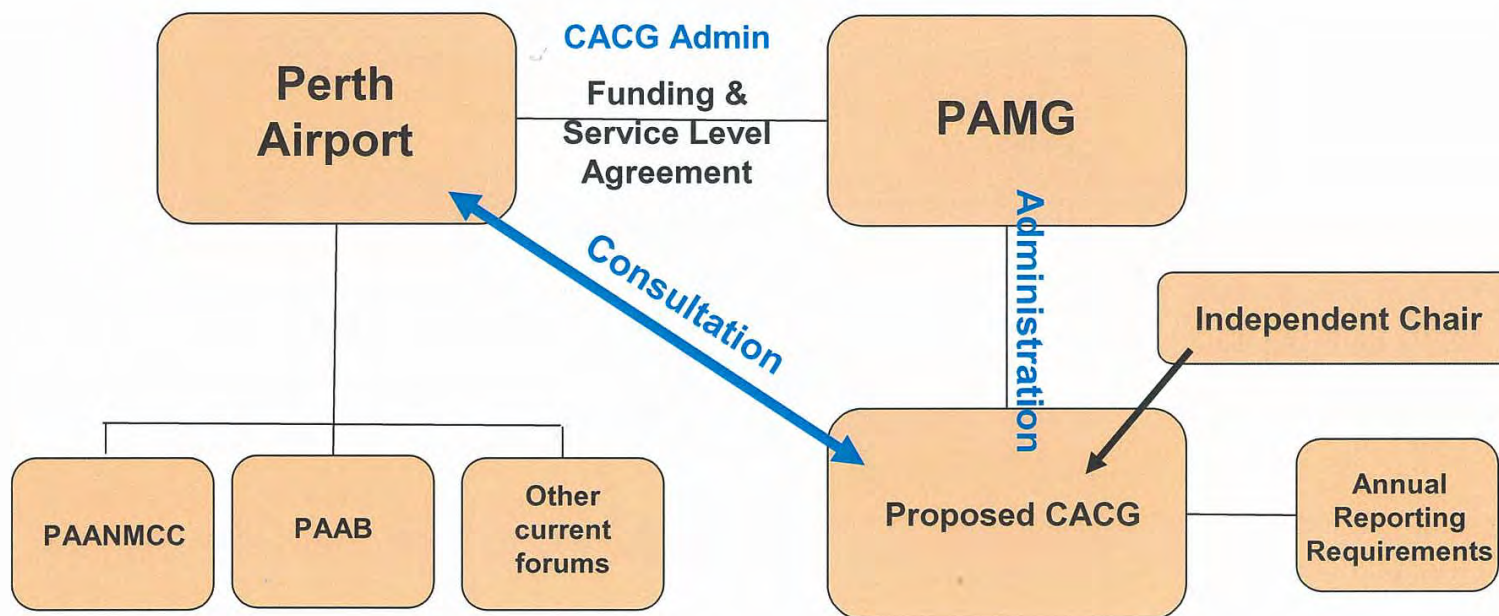 CACG Admin
Perth
Airport
Funding &
Service Level
Agreement
PAMG
Consultation
Administration
Independent Chair
PAANMCC
PAAB
Other
current
forums
Proposed CACG
Annual
Reporting
Requirements